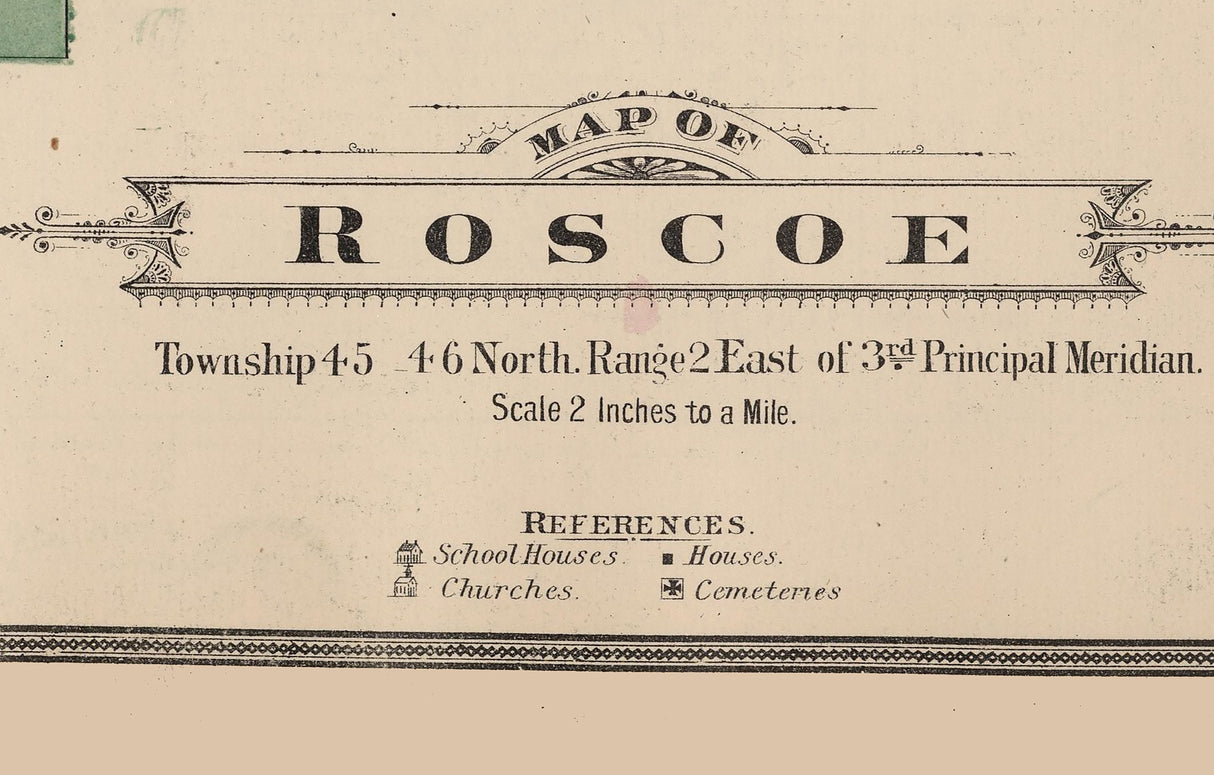 MAP OF
ROSCOE
Township 45 46 North. Range 2 East of 3rd Principal Meridian.
Scale 2 Inches to a Mile.
REFERENCES.
School Houses. Houses.
Churches. Cemeteries